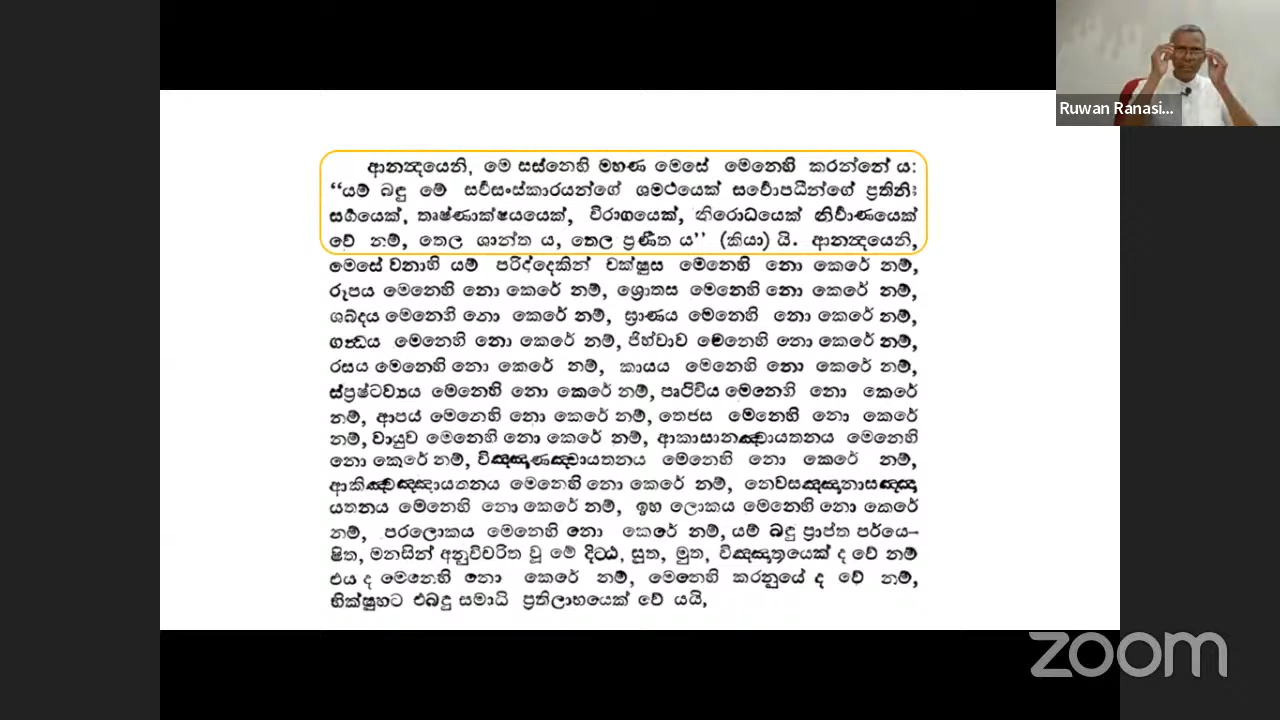 ආනන්‍දයෙනි, මෙ සස්නෙහි මහණ මෙසේ මෙනෙහි කරන්නේ ය:
“යම් බඳු මේ සර්‍වසංස්කාරයන්ගේ ශමථයෙක් සර්‍වොපධීන්ගේ ප්‍රතිනිඃ
සර්‍ගයෙක්, තෘෂ්ණාක්ෂයයෙක්, විරාගයෙක්, නිරොධයෙක් නිර්‍වාණයෙක්
වේ නම්, තෙල ශාන්ත ය, තෙල ප්‍රණීත ය” (කියා) යි. ආනන්‍දයෙනි,
මෙසේ වනාහි යම් පරිද්දෙකින් චක්ෂුස මෙනෙහි නො කෙරේ නම්,
රූපය මෙනෙහි නො කෙරේ නම්, ශ්‍රොතස මෙනෙහි නො කෙරේ නම්,
ශබ්දය මෙනෙහි නො කෙරේ නම්, ඝ්‍රාණය මෙනෙහි නො කෙරේ නම්,
ගන්‍ධය මෙනෙහි නො කෙරේ නම්, ජිහ්වාව මෙනෙහි නො කෙරේ නම්,
රසය මෙනෙහි නො කෙරේ නම්, කායය මෙනෙහි නො කෙරේ නම්,
ස්ප්‍රෂ්ටව්‍යය මෙනෙහි නො කෙරේ නම්, පෘථිවිය මෙනෙහි නො කෙරේ
නම්, ආපය මෙනෙහි නො කෙරේ නම්, තෙජස මෙනෙහි නො කෙරේ
නම්, වායුව මෙනෙහි නො කෙරේ නම්, ආකාසානඤ්චායතනය මෙනෙහි
නො කෙරේ නම්, විඤ්ඤාණඤ්චායතනය මෙනෙහි නො කෙරේ නම්,
ආකිඤ්චඤ්ඤායතනය මෙනෙහි නො කෙරේ නම්, නෙවසඤ්ඤානාසඤ්ඤා
යතනය මෙනෙහි නො කෙරේ නම්, ඉහ ලොකය මෙනෙහි නො කෙරේ
නම්, පරලොකය මෙනෙහි නො කෙරේ නම්, යම් බඳු ප්‍රාප්ත පර්‍ය්‍යෙ-
ෂිත, මනසින් අනුවිචරිත වූ මේ දිට්ඨ, සුත, මුත, විඤ්ඤාතයෙක් ද වේ නම්
එය ද මෙනෙහි නො කෙරේ නම්, මෙනෙහි කරනුයේ ද වේ නම්,
භික්ෂුහට එබඳු සමාධි ප්‍රතිලාභයෙක් වේ යයි,
Ruwan Ranasi...
zoom